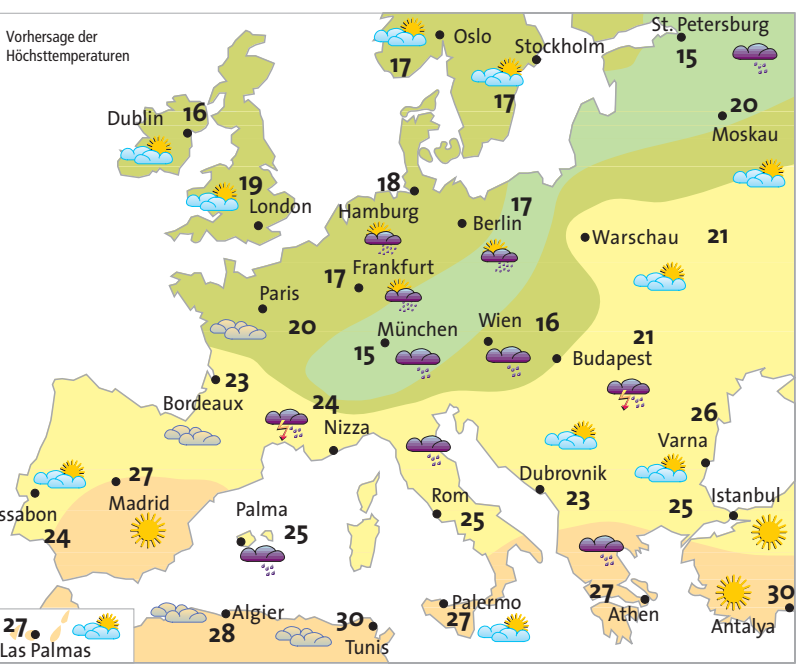 Vorhersage der
Höchsttemperaturen
St. Petersburg
15
Oslo
17
Stockholm
17
20
Moskau
Dublin
16
19
London
18
Hamburg
17
Berlin
Warschau
21
17
Frankfurt
Paris
20
München
15
Wien
16
21
Budapest
23
Bordeaux
24
Nizza
26
Varna
27
Madrid
ssabon
24
Palma
25
Rom
25
Dubrovnik
23
25
Istanbul
27
Las Palmas
Algier
28
30
Tunis
Palermo
27
27
Athen
30
Antalya